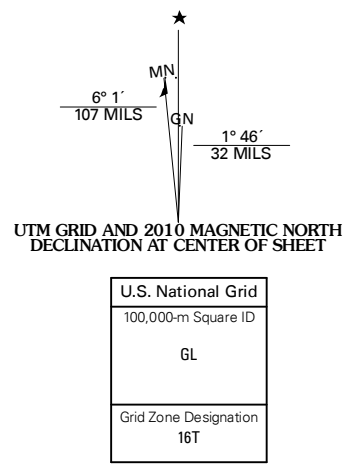 ★
M.N.
6° 1´
107 MILS
GN
1° 46´
32 MILS
UTM GRID AND 2010 MAGNETIC NORTH
DECLINATION AT CENTER OF SHEET
U.S. National Grid
100,000-m Square ID
GL
Grid Zone Designation
16T